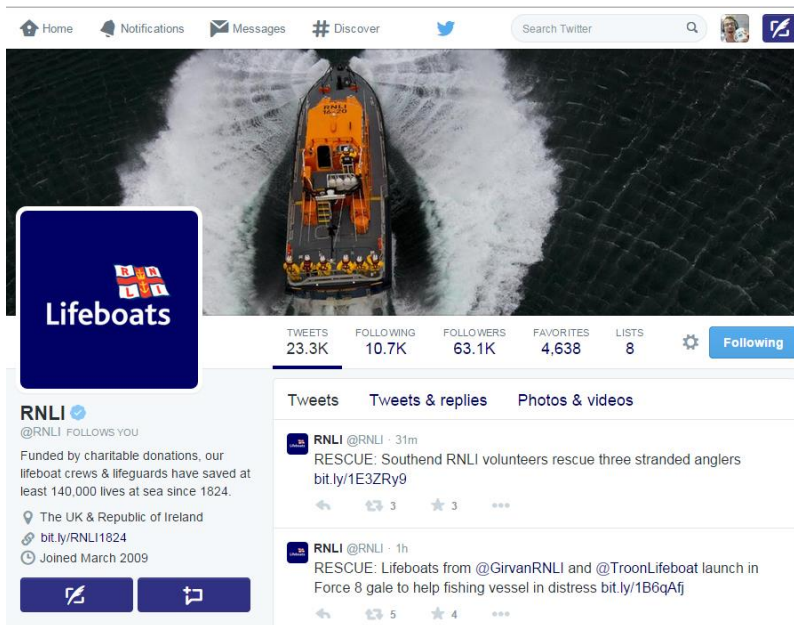 Home
Notifications
Messages
Discover
Search Twitter
RNLI
16-20
R N
L I
Lifeboats
TWEETS
23.3K
FOLLOWING
10.7K
FOLLOWERS
63.1K
FAVORITES
4,638
LISTS
8
Following
RNLI
@RNLI FOLLOWS YOU
Funded by charitable donations, our
lifeboat crews & lifeguards have saved at
least 140,000 lives at sea since 1824.
The UK & Republic of Ireland
bit.ly/RNLI1824
Joined March 2009
Tweets
Tweets & replies
Photos & videos
Lifeboats
RNLI @RNLI · 31m
RESCUE: Southend RNLI volunteers rescue three stranded anglers
bit.ly/1E3ZRy9
3
3
Lifeboats
RNLI @RNLI · 1h
RESCUE: Lifeboats from @GirvanRNLI and @TroonLifeboat launch in
Force 8 gale to help fishing vessel in distress bit.ly/1B6qAfj
5
4